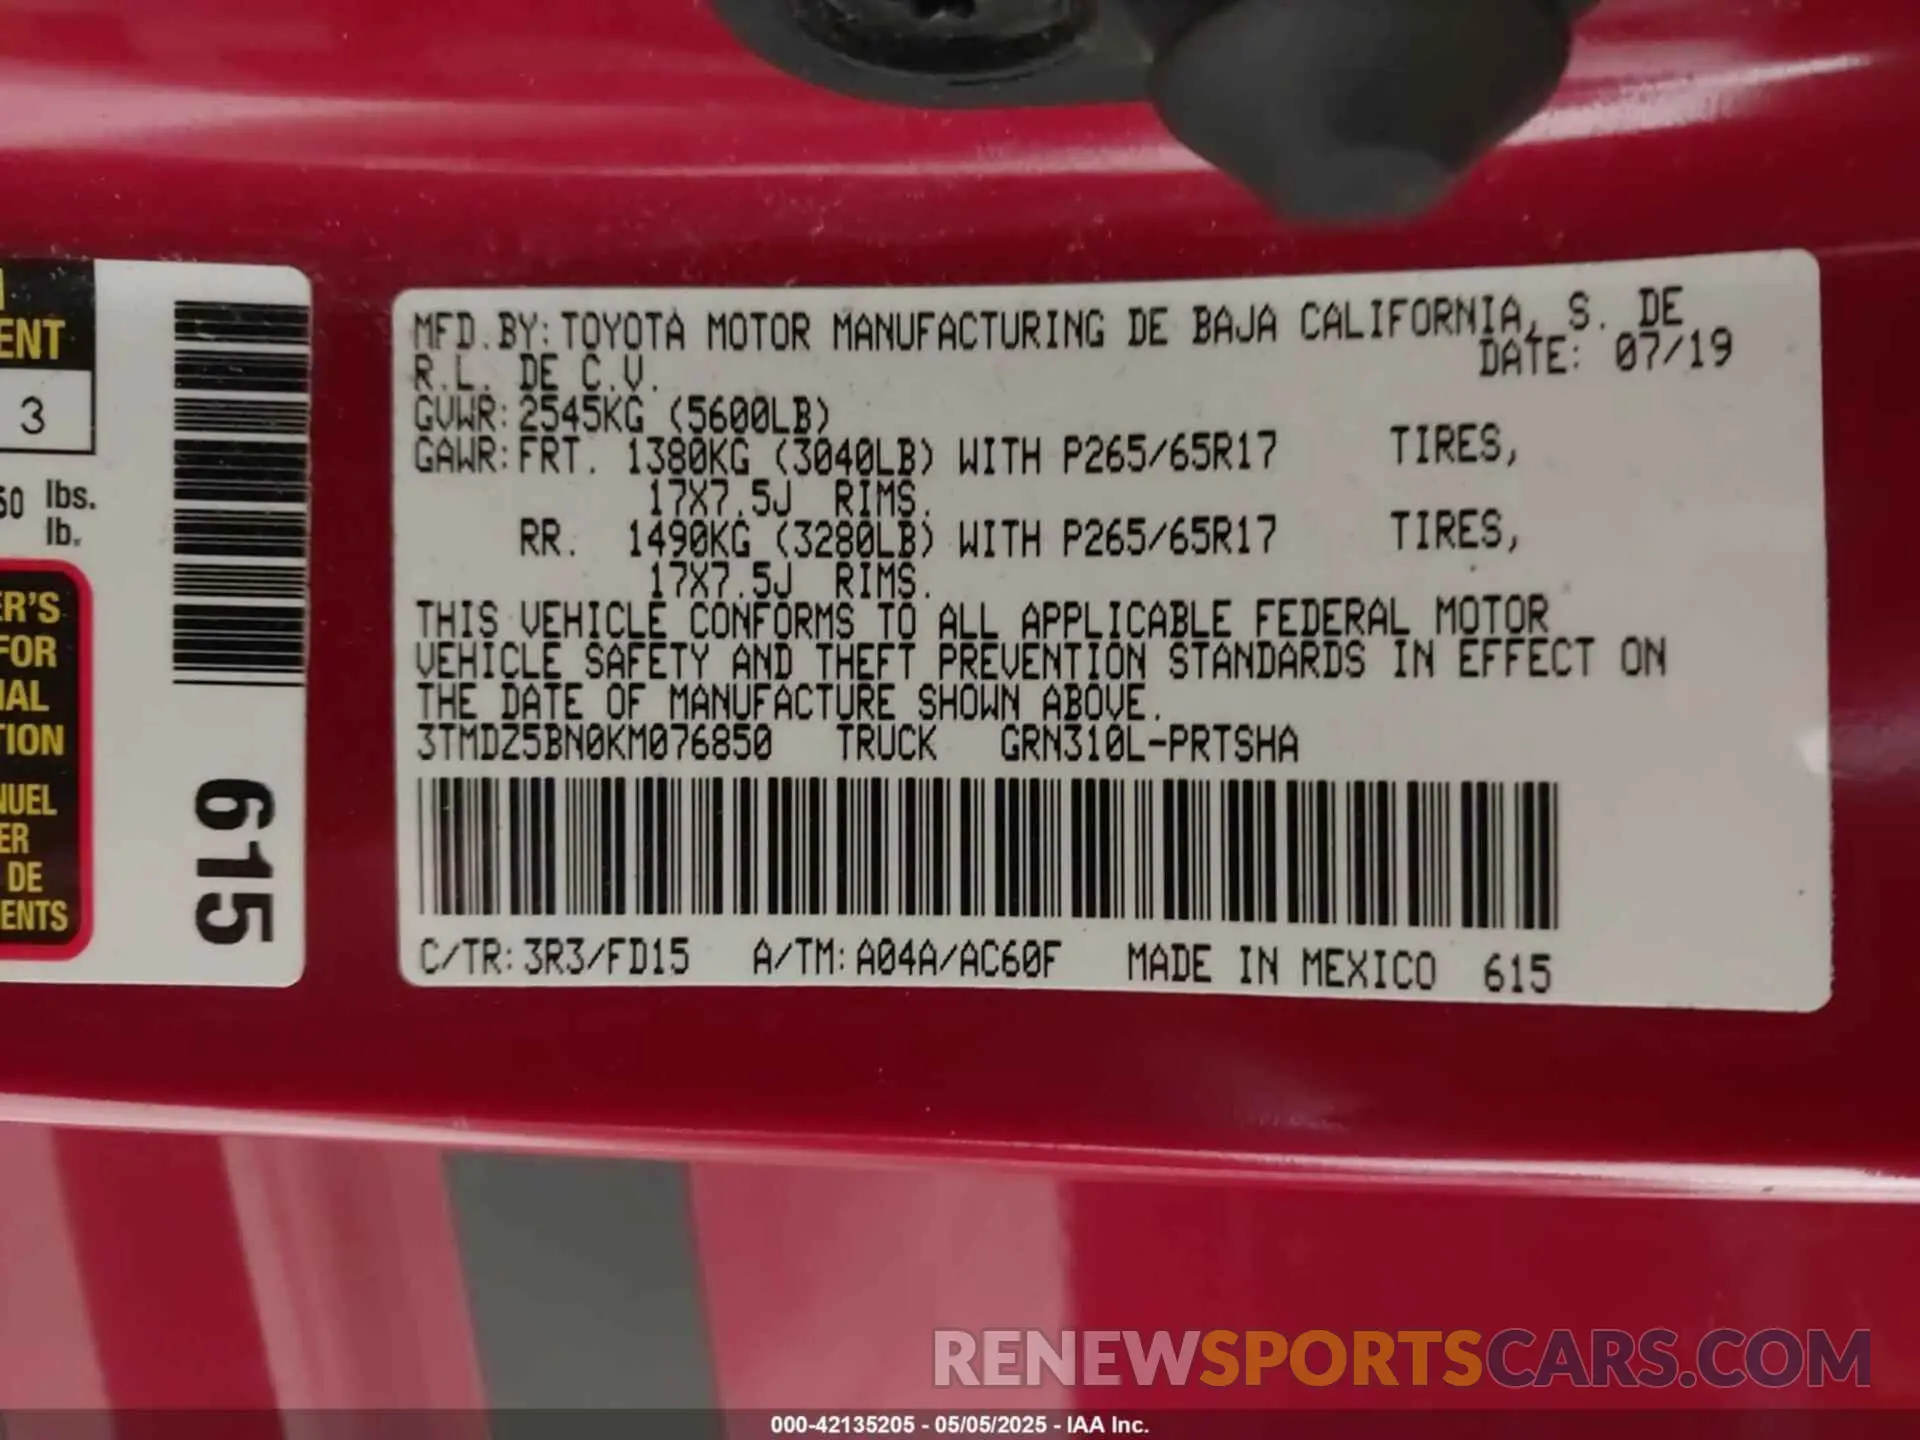 ENT
3
lbs.
lb.
ER'S
FOR
IAL
TION
NUEL
ER
DE
ENTS
615
MFD.BY:TOYOTA MOTOR MANUFACTURING DE BAJA CALIFORNIA, S. DE
R.L. DE C.V. DATE: 07/19
GVWR:2545KG (5600LB)
GAWR:FRT. 1380KG (3040LB) WITH P265/65R17 TIRES,
17X7.5J RIMS.
RR. 1490KG (3280LB) WITH P265/65R17 TIRES,
17X7.5J RIMS.
THIS VEHICLE CONFORMS TO ALL APPLICABLE FEDERAL MOTOR
VEHICLE SAFETY AND THEFT PREVENTION STANDARDS IN EFFECT ON
THE DATE OF MANUFACTURE SHOWN ABOVE.
3TMDZ5BN0KM076850 TRUCK GRN310L-PRTSHA
C/TR:3R3/FD15 A/TM:A04A/AC60F MADE IN MEXICO 615
RENEWSPORTSCARS.COM
000-42135205 - 05/05/2025 - IAA Inc.